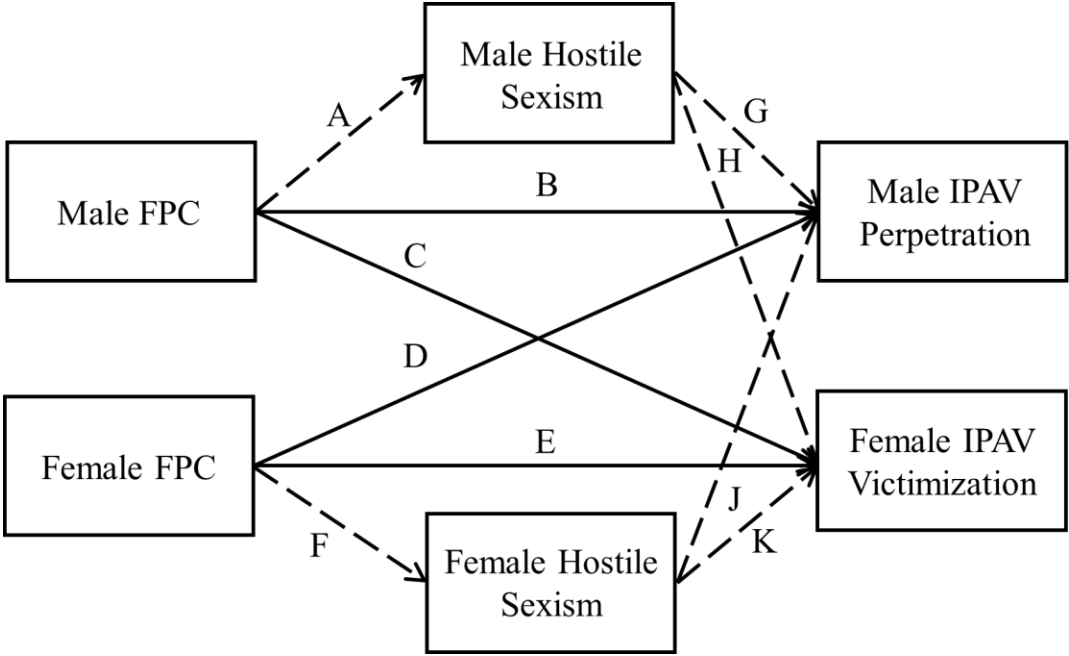 Male Hostile
Sexism
A
G
H
Male FPC
B
Male IPAV
Perpetration
C
D
Female FPC
E
Female IPAV
Victimization
J
F
K
Female Hostile
Sexism